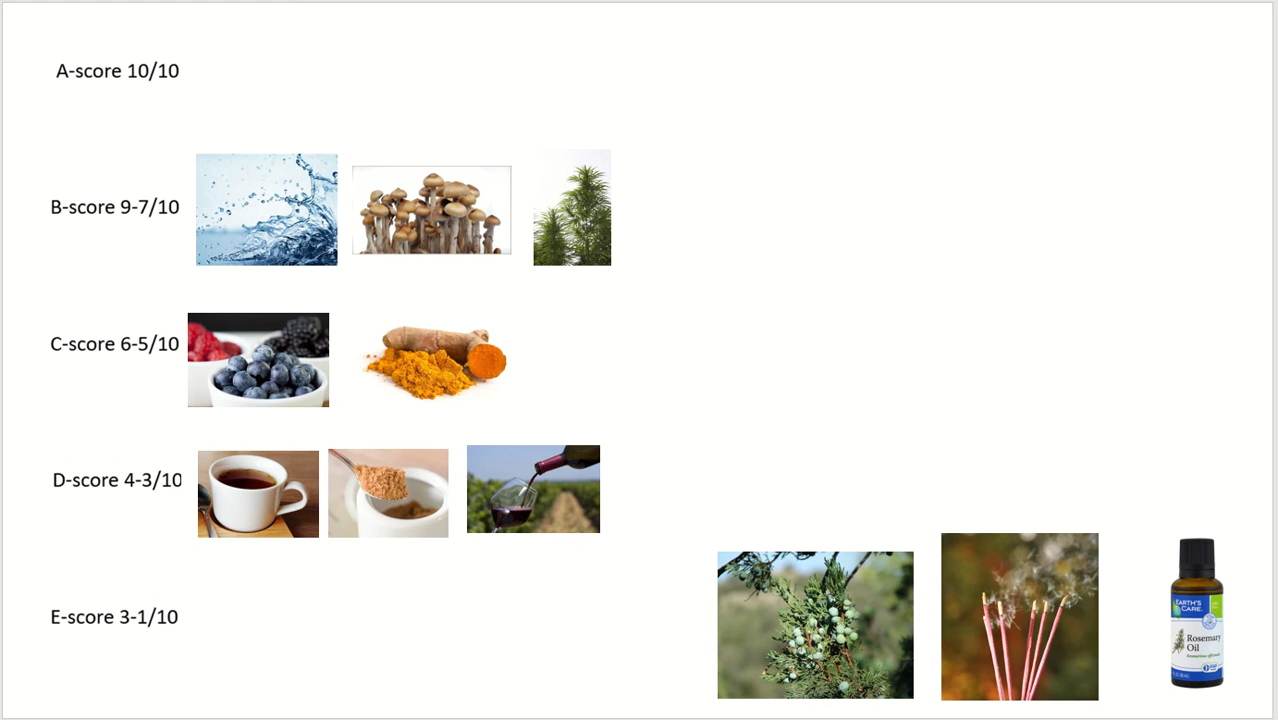 A-score 10/10
B-score 9-7/10
C-score 6-5/10
D-score 4-3/10
E-score 3-1/10
EARTH'S
CARE.
Rosemary
Oil